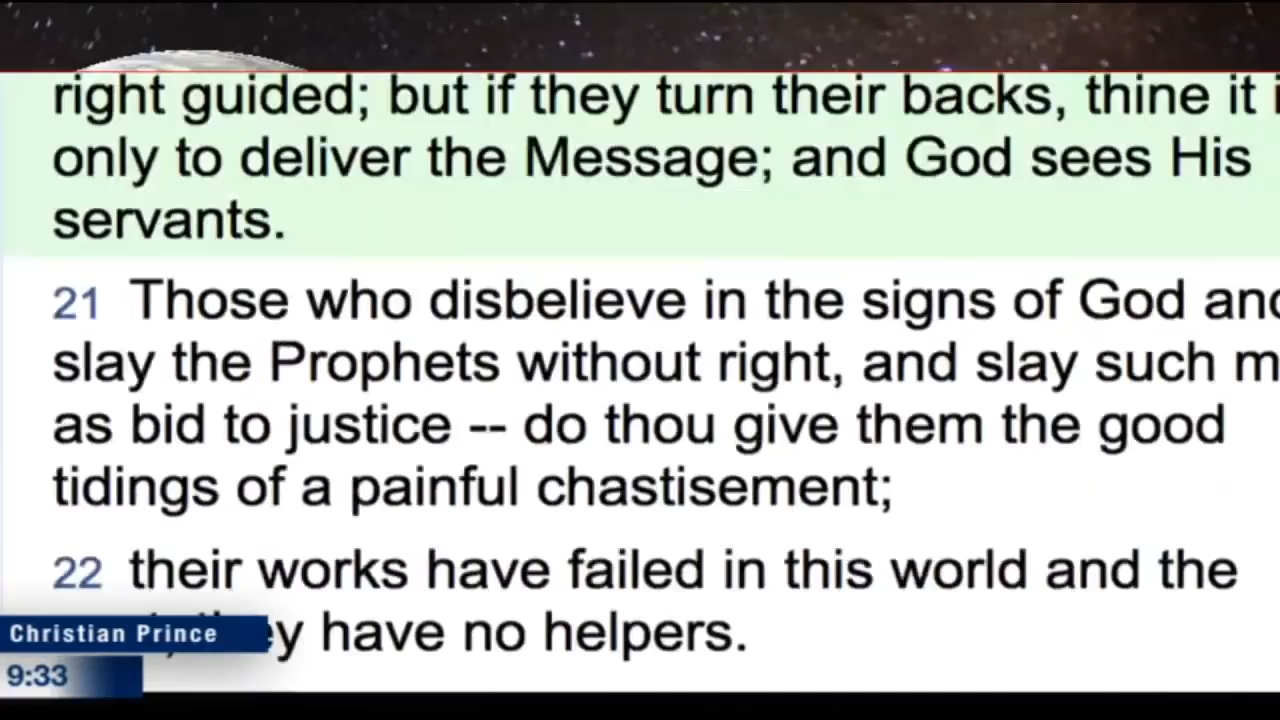 right guided; but if they turn their backs, thine it
only to deliver the Message; and God sees His
servants.
21 Those who disbelieve in the signs of God and
slay the Prophets without right, and slay such
as bid to justice -- do thou give them the good
tidings of a painful chastisement;
22 their works have failed in this world and the
have no helpers.
Christian Prince
9:33